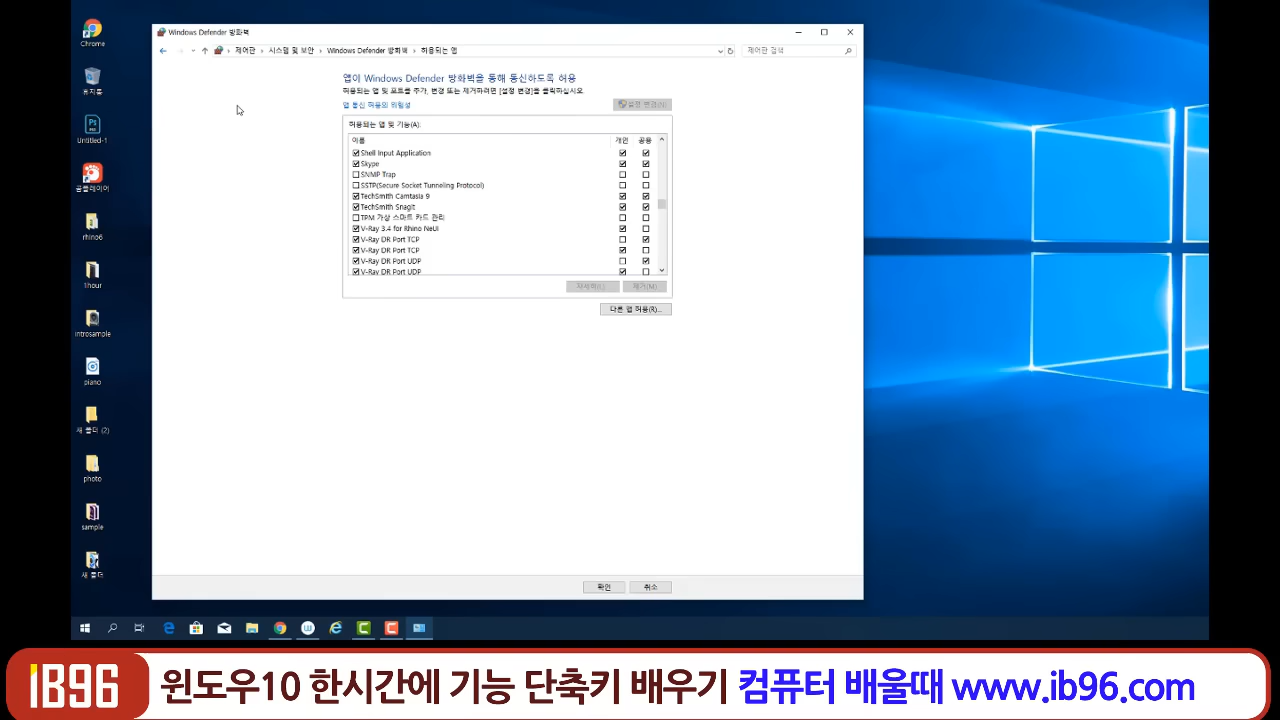 Windows Defender 방화벽
제어판 › 시스템 및 보안 › Windows Defender 방화벽 › 허용되는 앱
제어판 검색
앱이 Windows Defender 방화벽을 통해 통신하도록 허용
허용되는 앱 및 포트를 추가, 변경 또는 제거하려면 [설정 변경]을 클릭하십시오.
앱 통신 허용의 위험성
설정 변경(N)
허용되는 앱 및 기능(A):
이름 개인 공용
Shell Input Application
Skype
SNMP Trap
SSTP(Secure Socket Tunneling Protocol)
TechSmith Camtasia 9
TechSmith Snagit
TPM 가상 스마트 카드 관리
V-Ray 3.4 for Rhino NeUI
V-Ray DR Port TCP
V-Ray DR Port TCP
V-Ray DR Port UDP
V-Ray DR Port UDP
자세히(L)... 제거(M)
다른 앱 허용(R)...
확인 취소
Chrome
휴지통
Ps
Untitled-1
곰플레이어
rhino6
1hour
introsample
piano
새 폴더 (2)
photo
sample
새 폴더
IB96 윈도우10 한시간에 기능 단축키 배우기 컴퓨터 배울때 www.ib96.com